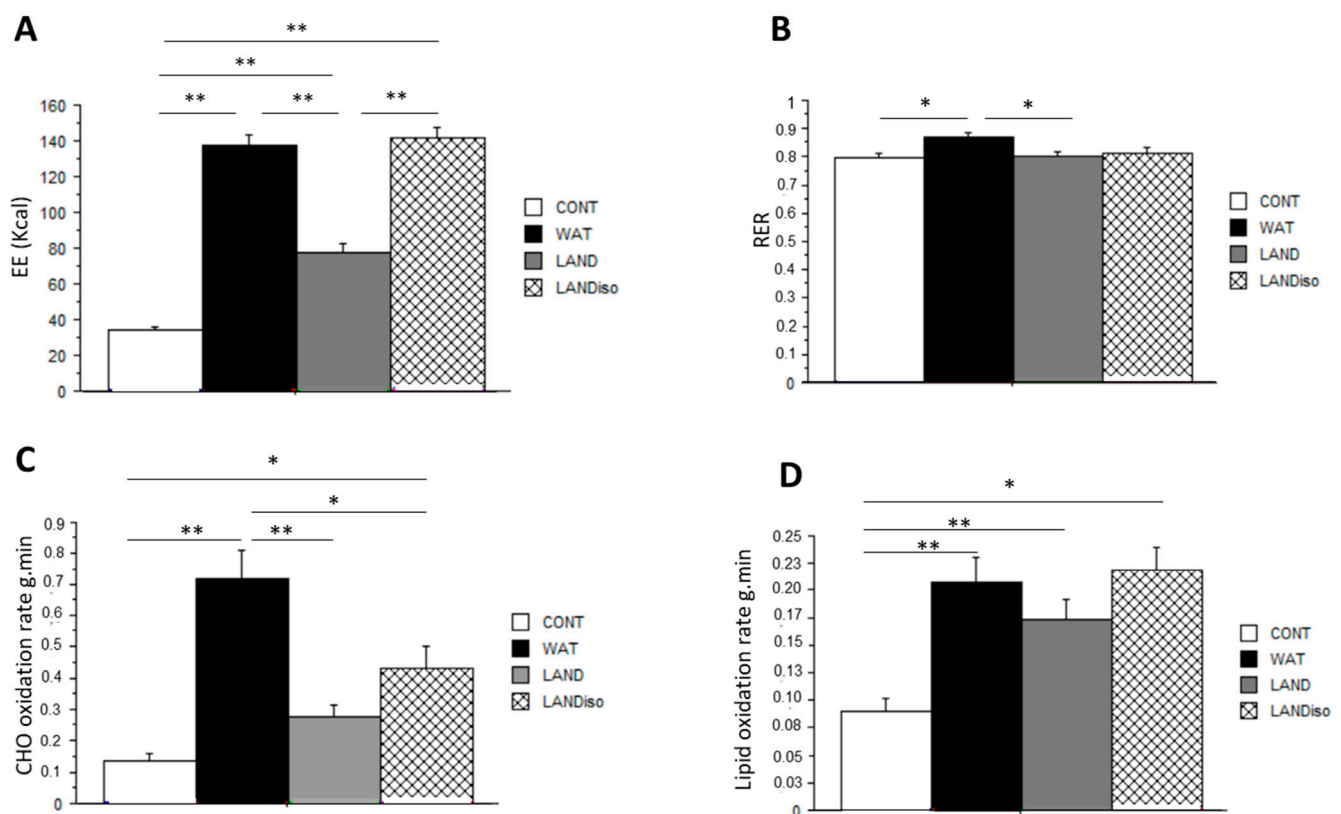 A
**
**
** ** **
160
140
120
100
80
60
40
20
0
EE (Kcal)
CONT
WAT
LAND
LANDiso
B
* *
1
0.9
0.8
0.7
0.6
0.5
0.4
0.3
0.2
0.1
0
RER
CONT
WAT
LAND
LANDiso
C
*
*
** **
0.9
0.8
0.7
0.6
0.5
0.4
0.3
0.2
0.1
0
CHO oxidation rate g.min
CONT
WAT
LAND
LANDiso
D
*
**
**
0.25
0.23
0.20
0.17
0.15
0.13
0.10
0.08
0.05
0.03
0
Lipid oxidation rate g.min
CONT
WAT
LAND
LANDiso